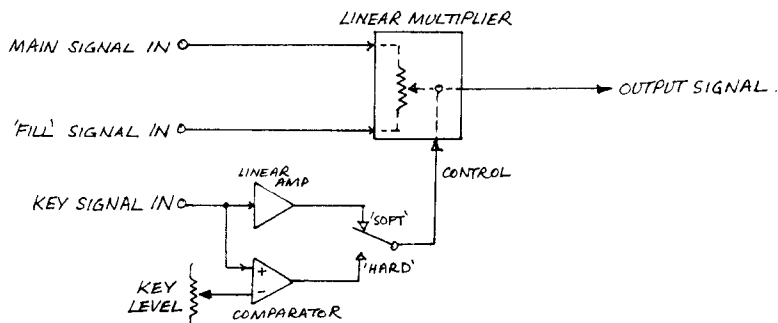 LINEAR MULTIPLIER
MAIN SIGNAL IN
OUTPUT SIGNAL.
'FILL' SIGNAL IN
CONTROL
LINEAR
AMP
KEY SIGNAL IN
'SOFT'
'HARD'
+
−
KEY
LEVEL
COMPARATOR